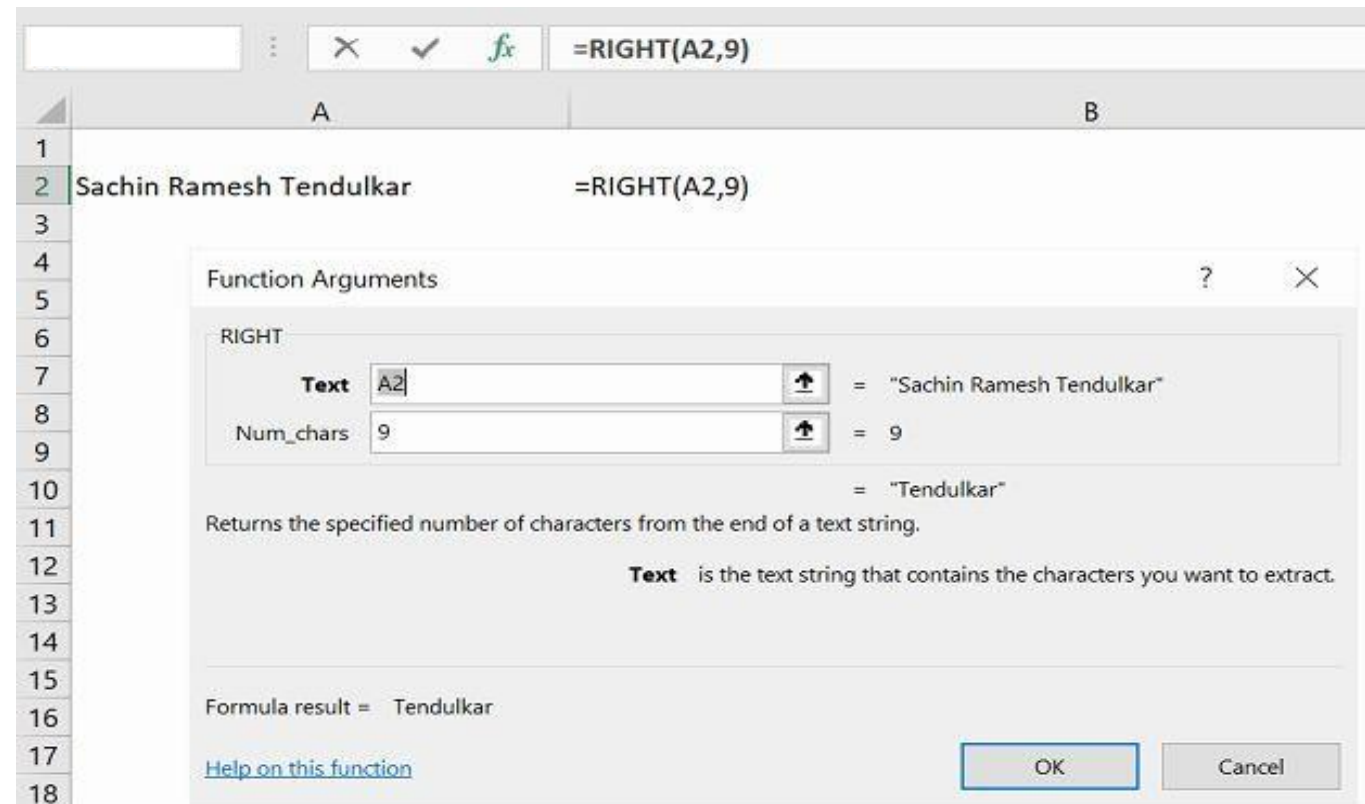 fx =RIGHT(A2,9)
A B
1
2 Sachin Ramesh Tendulkar =RIGHT(A2,9)
3
4
Function Arguments ?
5
6 RIGHT
7 Text A2 = "Sachin Ramesh Tendulkar"
8
Num_chars 9 = 9
9
10 = "Tendulkar"
11 Returns the specified number of characters from the end of a text string.
12 Text is the text string that contains the characters you want to extract.
13
14
15
16 Formula result = Tendulkar
17 Help on this function OK Cancel
18